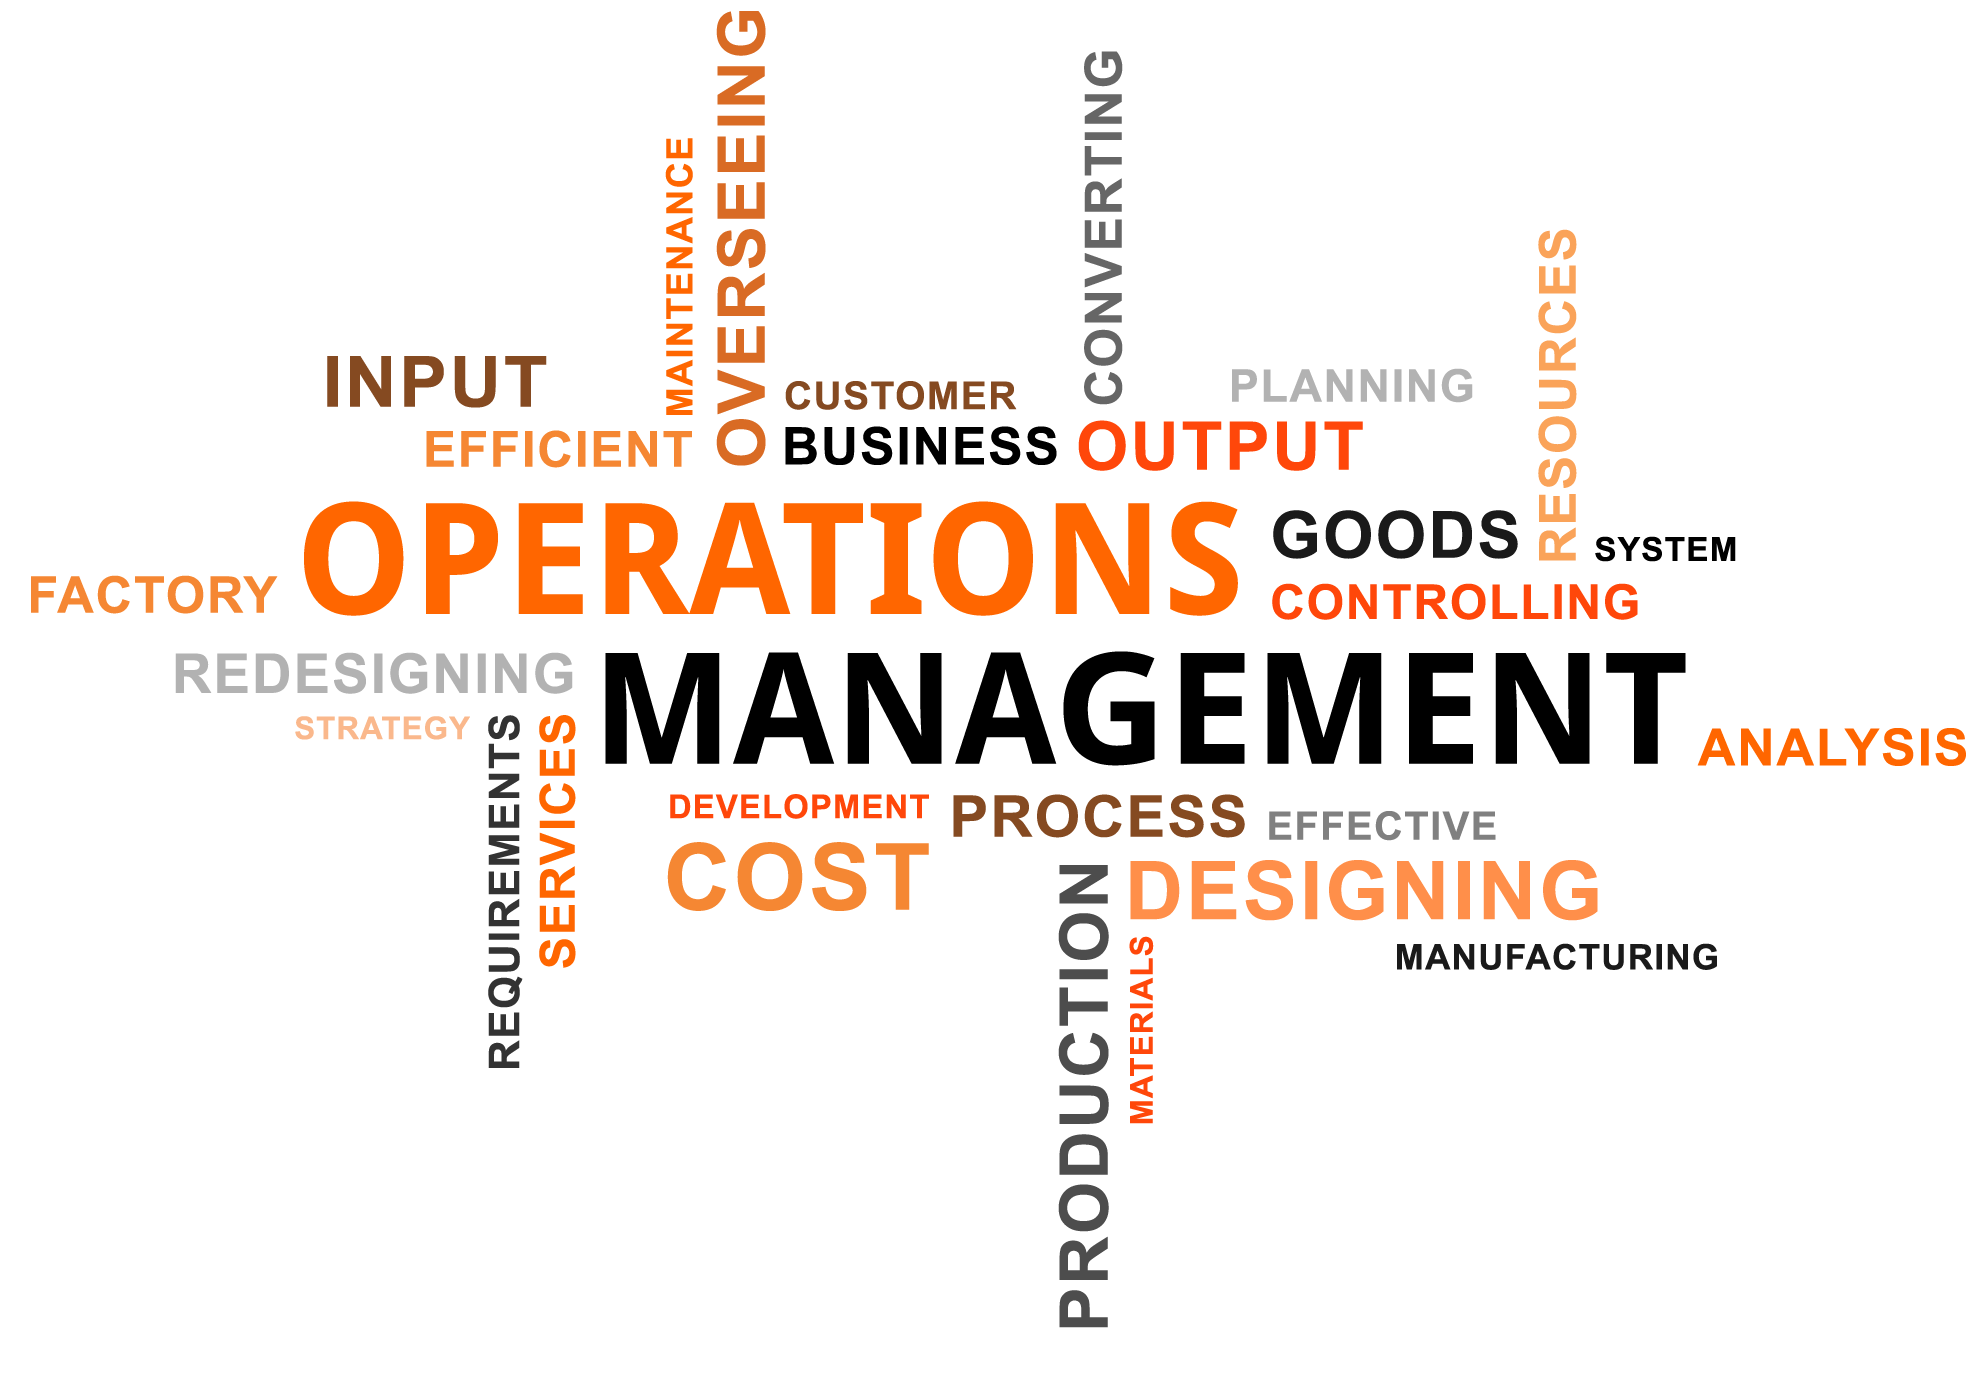 OVERSEEING
CONVERTING
MAINTENANCE
RESOURCES
INPUT
CUSTOMER
PLANNING
EFFICIENT
BUSINESS
OUTPUT
OPERATIONS
GOODS
SYSTEM
FACTORY
CONTROLLING
REDESIGNING
MANAGEMENT
STRATEGY
REQUIREMENTS
SERVICES
ANALYSIS
DEVELOPMENT
PROCESS
EFFECTIVE
COST
DESIGNING
PRODUCTION
MATERIALS
MANUFACTURING